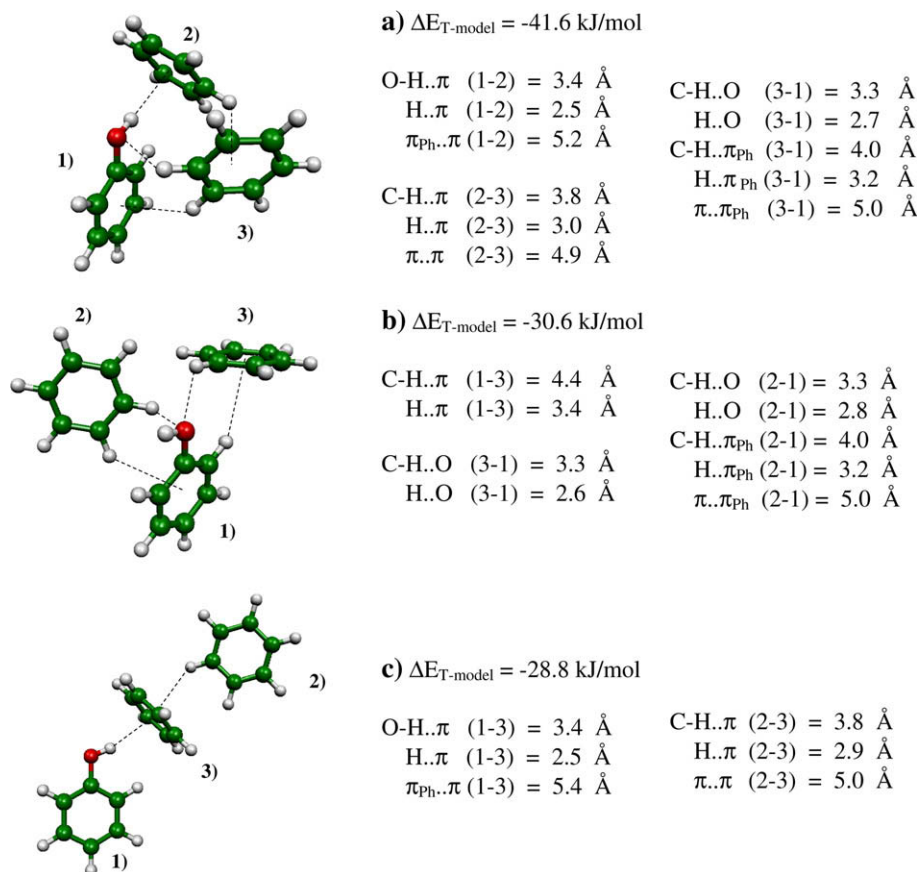 2)
1)
3)
a) ΔE_T-model = -41.6 kJ/mol
O-H..π (1-2) = 3.4 Å
H..π (1-2) = 2.5 Å
π_Ph..π (1-2) = 5.2 Å
C-H..π (2-3) = 3.8 Å
H..π (2-3) = 3.0 Å
π..π (2-3) = 4.9 Å
C-H..O (3-1) = 3.3 Å
H..O (3-1) = 2.7 Å
C-H..π_Ph (3-1) = 4.0 Å
H..π_Ph (3-1) = 3.2 Å
π..π_Ph (3-1) = 5.0 Å
2)
3)
1)
b) ΔE_T-model = -30.6 kJ/mol
C-H..π (1-3) = 4.4 Å
H..π (1-3) = 3.4 Å
C-H..O (3-1) = 3.3 Å
H..O (3-1) = 2.6 Å
C-H..O (2-1) = 3.3 Å
H..O (2-1) = 2.8 Å
C-H..π_Ph (2-1) = 4.0 Å
H..π_Ph (2-1) = 3.2 Å
π..π_Ph (2-1) = 5.0 Å
2)
3)
1)
c) ΔE_T-model = -28.8 kJ/mol
O-H..π (1-3) = 3.4 Å
H..π (1-3) = 2.5 Å
π_Ph..π (1-3) = 5.4 Å
C-H..π (2-3) = 3.8 Å
H..π (2-3) = 2.9 Å
π..π (2-3) = 5.0 Å